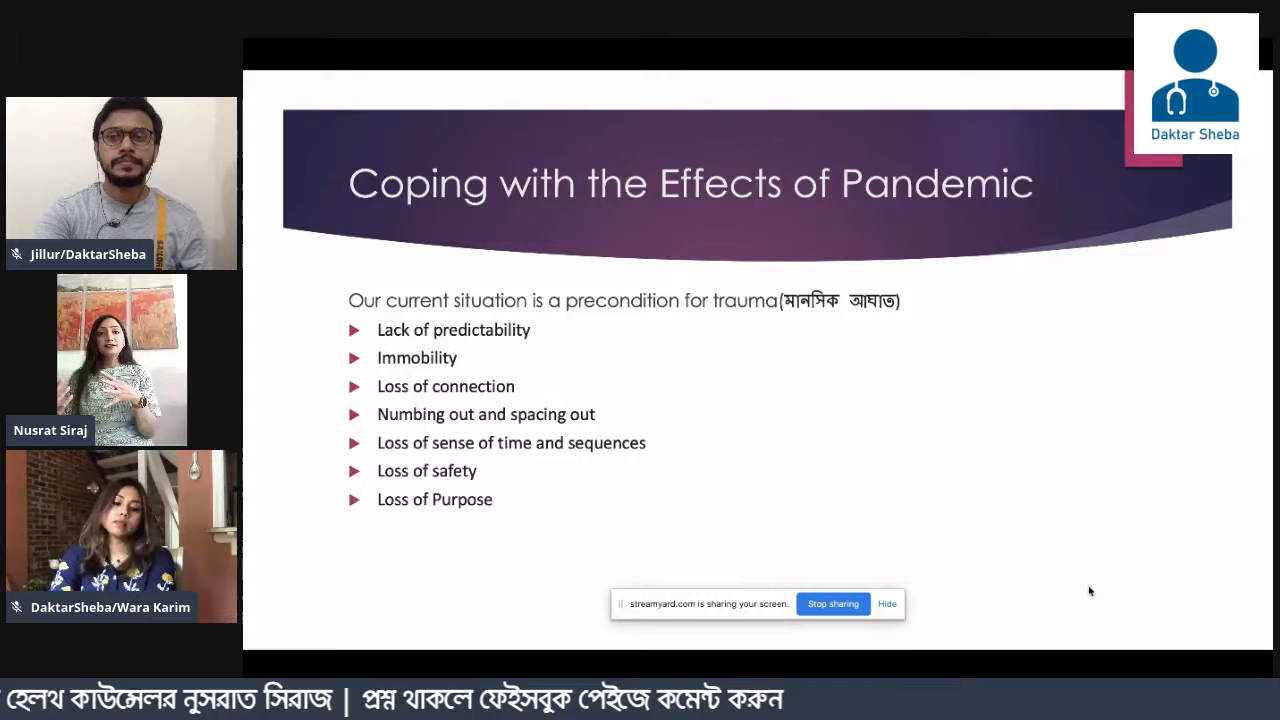 Daktar Sheba
Coping with the Effects of Pandemic
Our current situation is a precondition for trauma(মানসিক আঘাত)
Lack of predictability
Immobility
Loss of connection
Numbing out and spacing out
Loss of sense of time and sequences
Loss of safety
Loss of Purpose
Jillur/DaktarSheba
Nusrat Siraj
DaktarSheba/Wara Karim
streamyard.com is sharing your screen. Stop sharing Hide
হেলথ কাউন্সেলর নুসরাত সিরাজ | প্রশ্ন থাকলে ফেইসবুক পেইজে কমেন্ট করুন